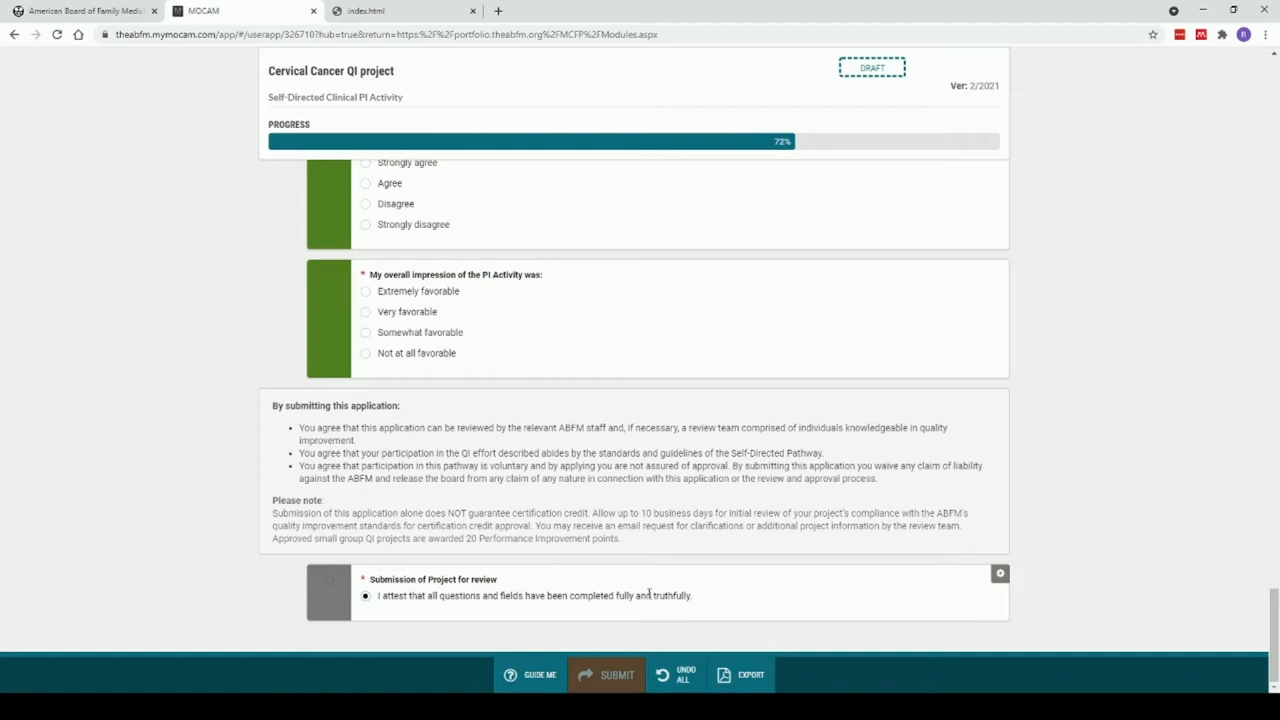 American Board of Family Medic
MOCAM
index.html
theabfm.mymocam.com/app/#/userapp/326710?hub=true&return=https:%2F%2Fportfolio.theabfm.org%2FMCFP%2FModules.aspx
Cervical Cancer QI project
DRAFT
Ver: 2/2021
Self-Directed Clinical PI Activity
PROGRESS
72%
Strongly agree
Agree
Disagree
Strongly disagree
* My overall impression of the PI Activity was:
Extremely favorable
Very favorable
Somewhat favorable
Not at all favorable
By submitting this application:
• You agree that this application can be reviewed by the relevant ABFM staff and, if necessary, a review team comprised of individuals knowledgeable in quality
improvement.
• You agree that your participation in the QI effort described abides by the standards and guidelines of the Self-Directed Pathway.
• You agree that participation in this pathway is voluntary and by applying you are not assured of approval. By submitting this application you waive any claim of liability
against the ABFM and release the board from any claim of any nature in connection with this application or the review and approval process.
Please note:
Submission of this application alone does NOT guarantee certification credit. Allow up to 10 business days for initial review of your project's compliance with the ABFM's
quality improvement standards for certification credit approval. You may receive an email request for clarifications or additional project information by the review team.
Approved small group QI projects are awarded 20 Performance Improvement points.
* Submission of Project for review
I attest that all questions and fields have been completed fully and truthfully.
GUIDE ME
SUBMIT
UNDO
ALL
EXPORT